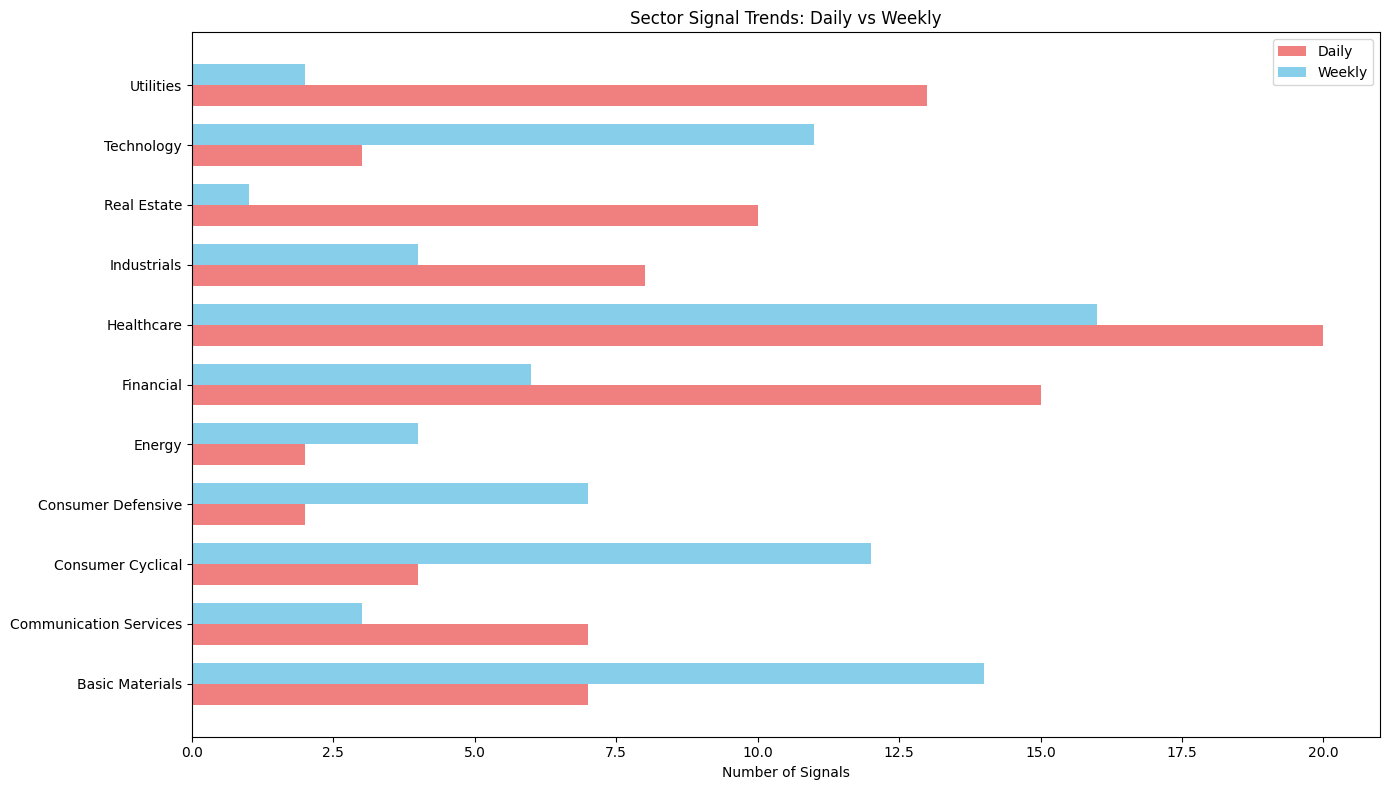 Sector Signal Trends: Daily vs Weekly
Daily
Weekly
Utilities
Technology
Real Estate
Industrials
Healthcare
Financial
Energy
Consumer Defensive
Consumer Cyclical
Communication Services
Basic Materials
0.0 2.5 5.0 7.5 10.0 12.5 15.0 17.5 20.0
Number of Signals